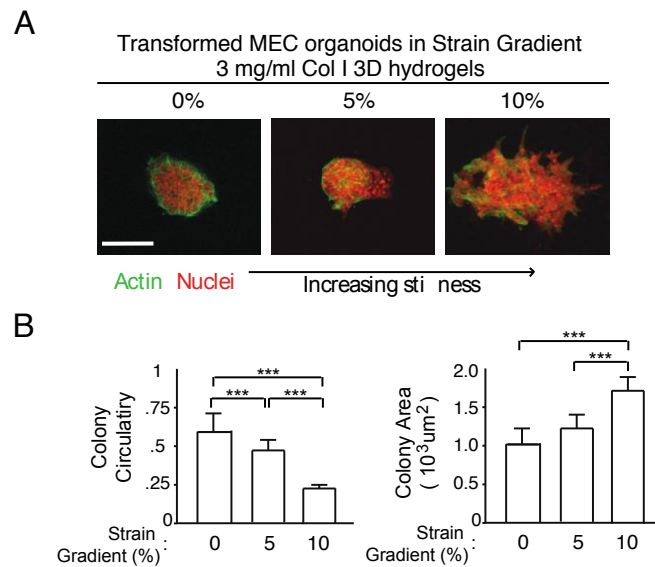 A
Transformed MEC organoids in Strain Gradient
3 mg/ml Col I 3D hydrogels
0% 5% 10%
Actin Nuclei Increasing sti ness
B
*** 
*** ***
1
.75
.25
0
Colony
Circulatiry
Strain
Gradient (%) : 0 5 10
***
***
2.0
1.5
1.0
0.5
0
Colony Area
( 10³um²)
Strain
Gradient (%) : 0 5 10